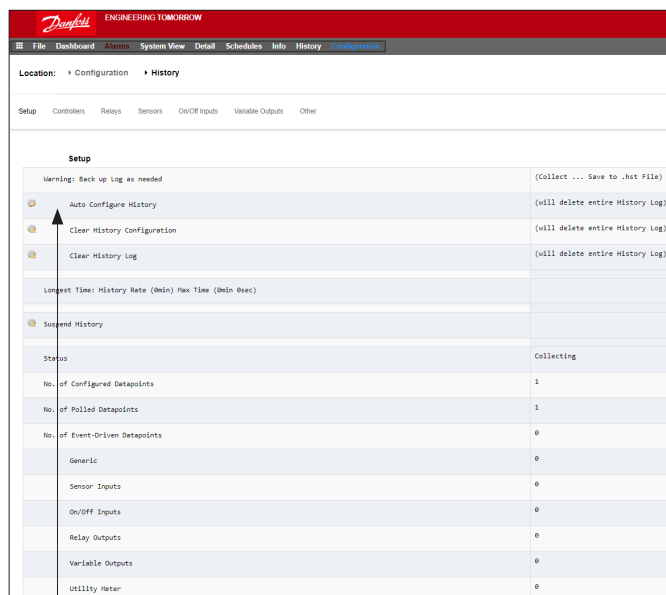 Danfoss ENGINEERING TOMORROW
File Dashboard Alarms System View Detail Schedules Info History Configuration
Location: Configuration History
Setup Controllers Relays Sensors On/Off Inputs Variable Outputs Other
Setup
Warning: Back up Log as needed (Collect ... Save to .hst File)
Auto Configure History (will delete entire History Log)
Clear History Configuration (will delete entire History Log)
Clear History Log (will delete entire History Log)
Longest Time: History Rate (0min) Max Time (0min 0sec)
Suspend History
Status Collecting
No. of Configured Datapoints 1
No. of Polled Datapoints 1
No. of Event-Driven Datapoints 0
Generic 0
Sensor Inputs 0
On/Off Inputs 0
Relay Outputs 0
Variable Outputs 0
Utility Meter 0